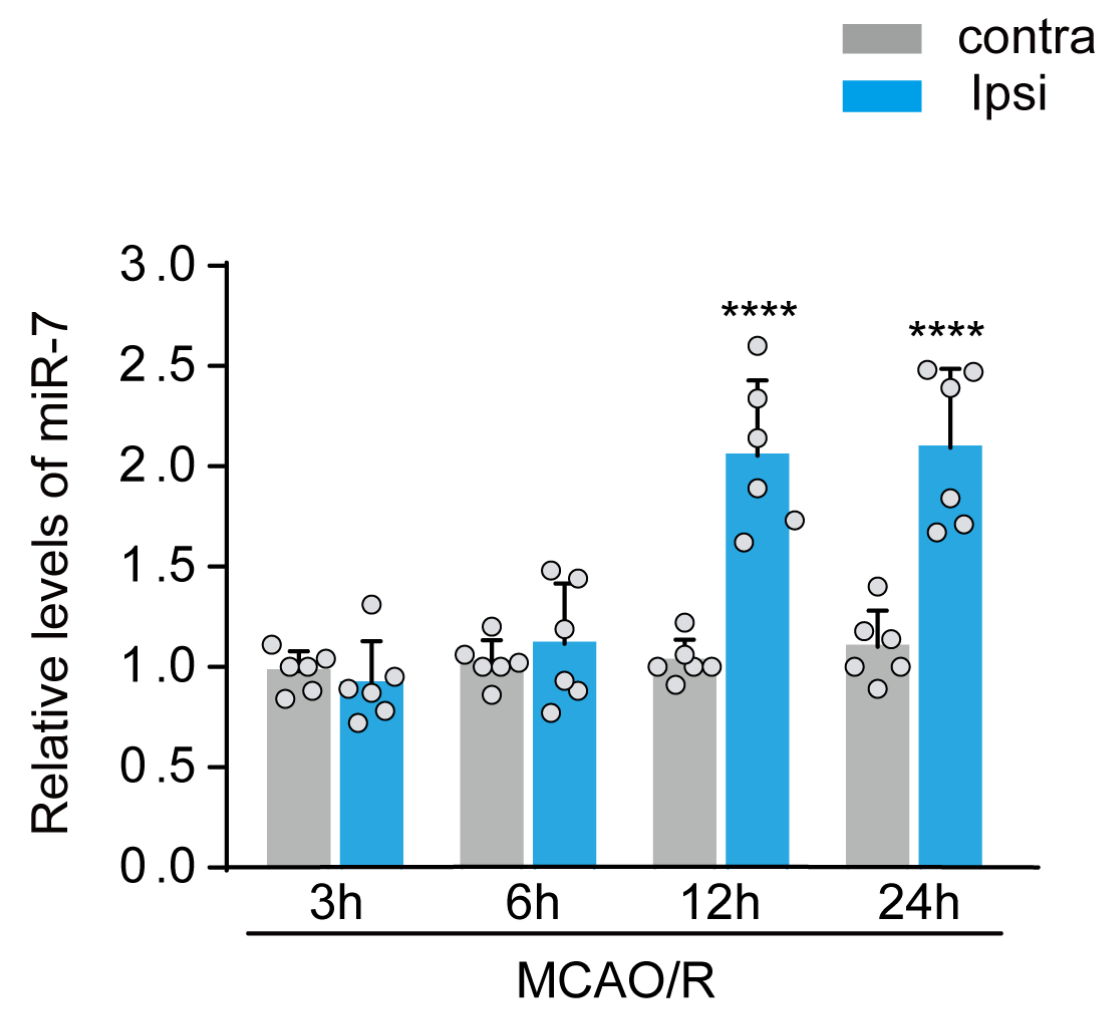 contra
Ipsi
Relative levels of miR-7
3.0
2.5
2.0
1.5
1.0
0.5
0.0
****
****
3h 6h 12h 24h
MCAO/R